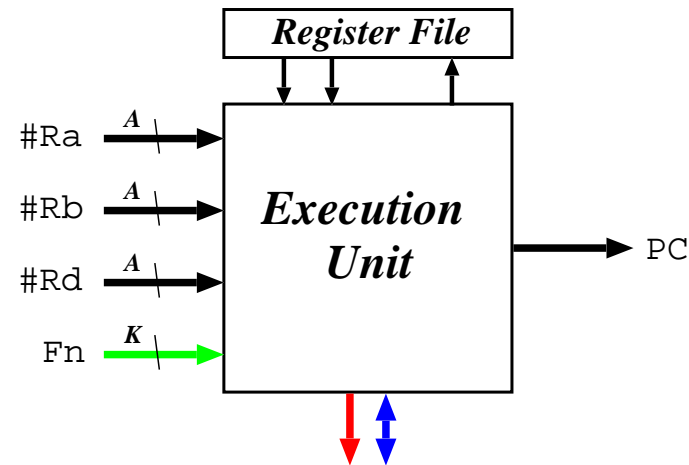 Register File
#Ra
A
#Rb
A
#Rd
A
Fn
K
Execution
Unit
PC